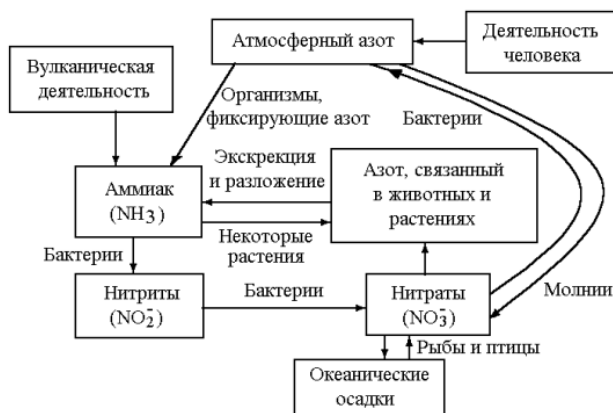 Атмосферный азот
Деятельность
человека
Вулканическая
деятельность
Организмы,
фиксирующие азот
Бактерии
Экскреция
и разложение
Азот, связанный
в животных и
растениях
Аммиак
(NH3)
Некоторые
растения
Бактерии
Нитриты
(NO2-)
Бактерии
Нитраты
(NO3-)
Молнии
Рыбы и птицы
Океанические
осадки